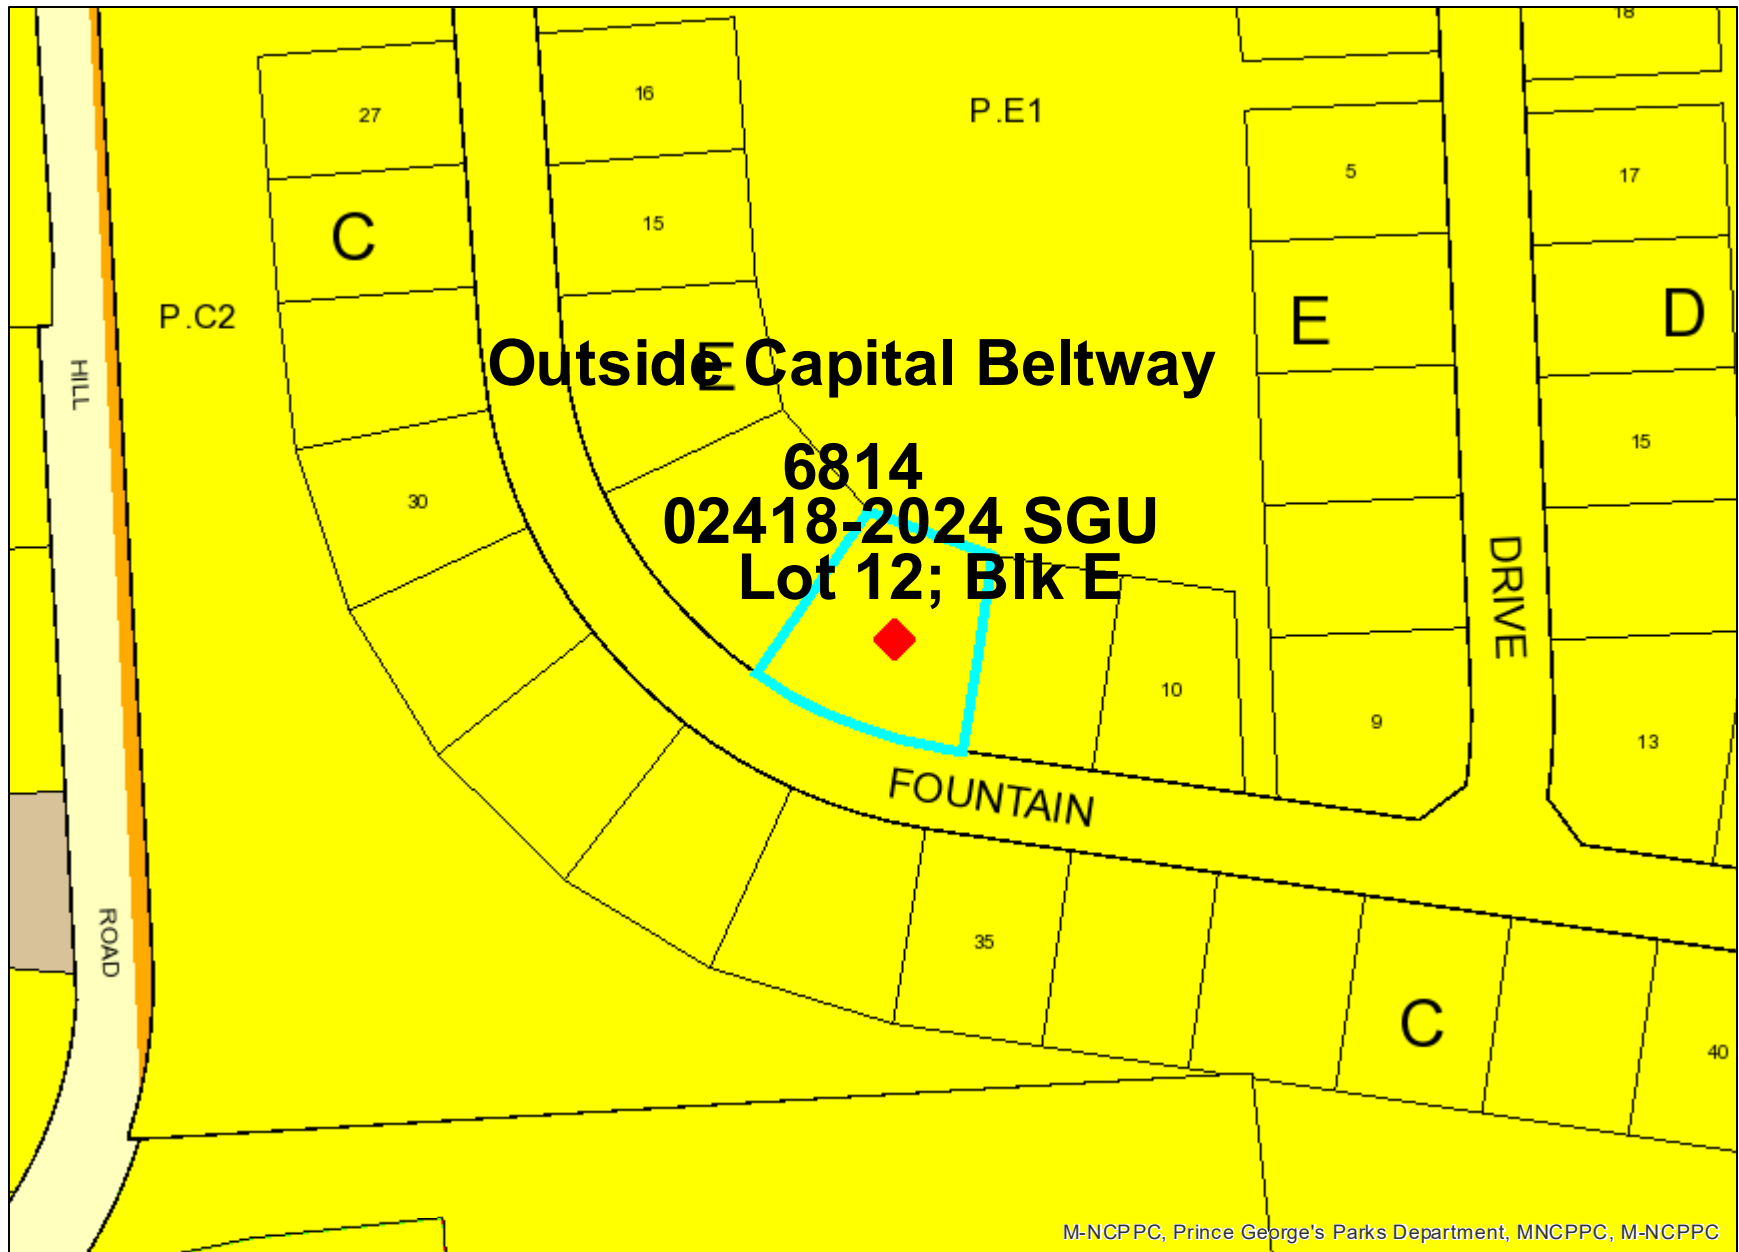 18
16
27
P.E1
5
17
15
C
P.C2
E
D
HILL
E
Outside Capital Beltway
15
6814
30
02418-2024 SGU
Lot 12; Blk E
DRIVE
10
9
13
FOUNTAIN
ROAD
35
C
40
M-NCPPC, Prince George's Parks Department, MNCPPC, M-NCPPC